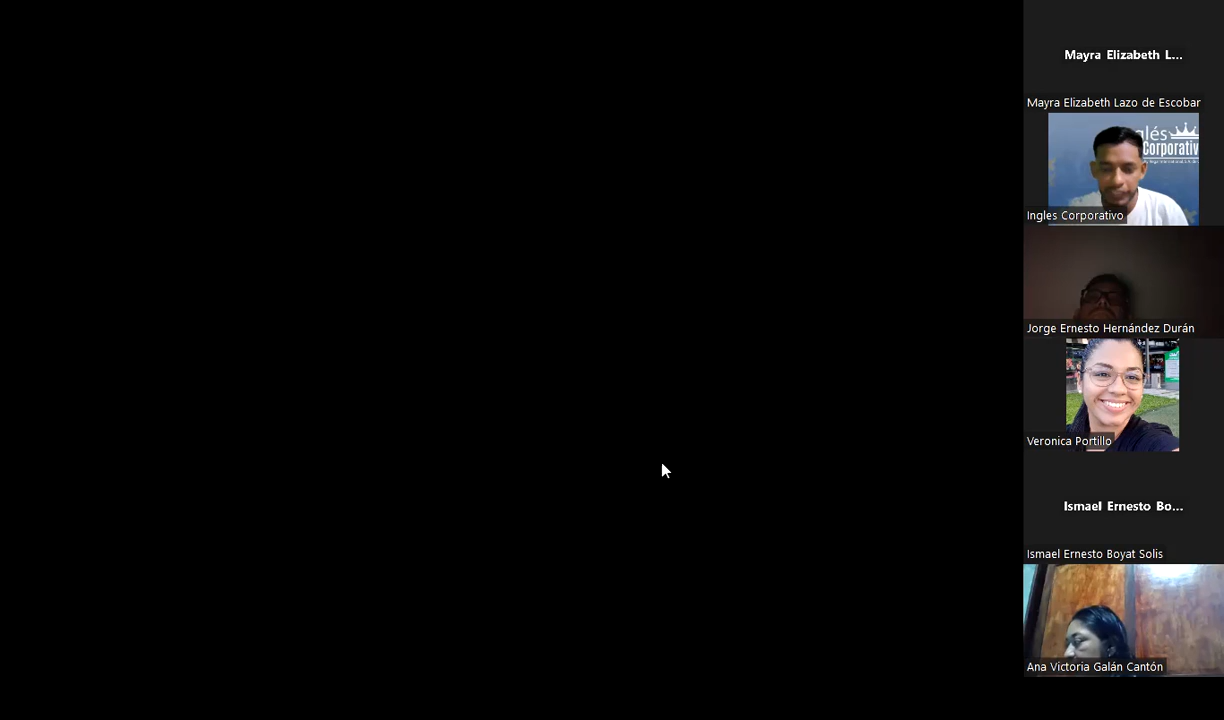 Mayra Elizabeth L...
Mayra Elizabeth Lazo de Escobar
glés
Corporativ
Ingles Corporativo
Jorge Ernesto Hernández Durán
Veronica Portillo
Ismael Ernesto Bo...
Ismael Ernesto Boyat Solis
Ana Victoria Galán Cantón